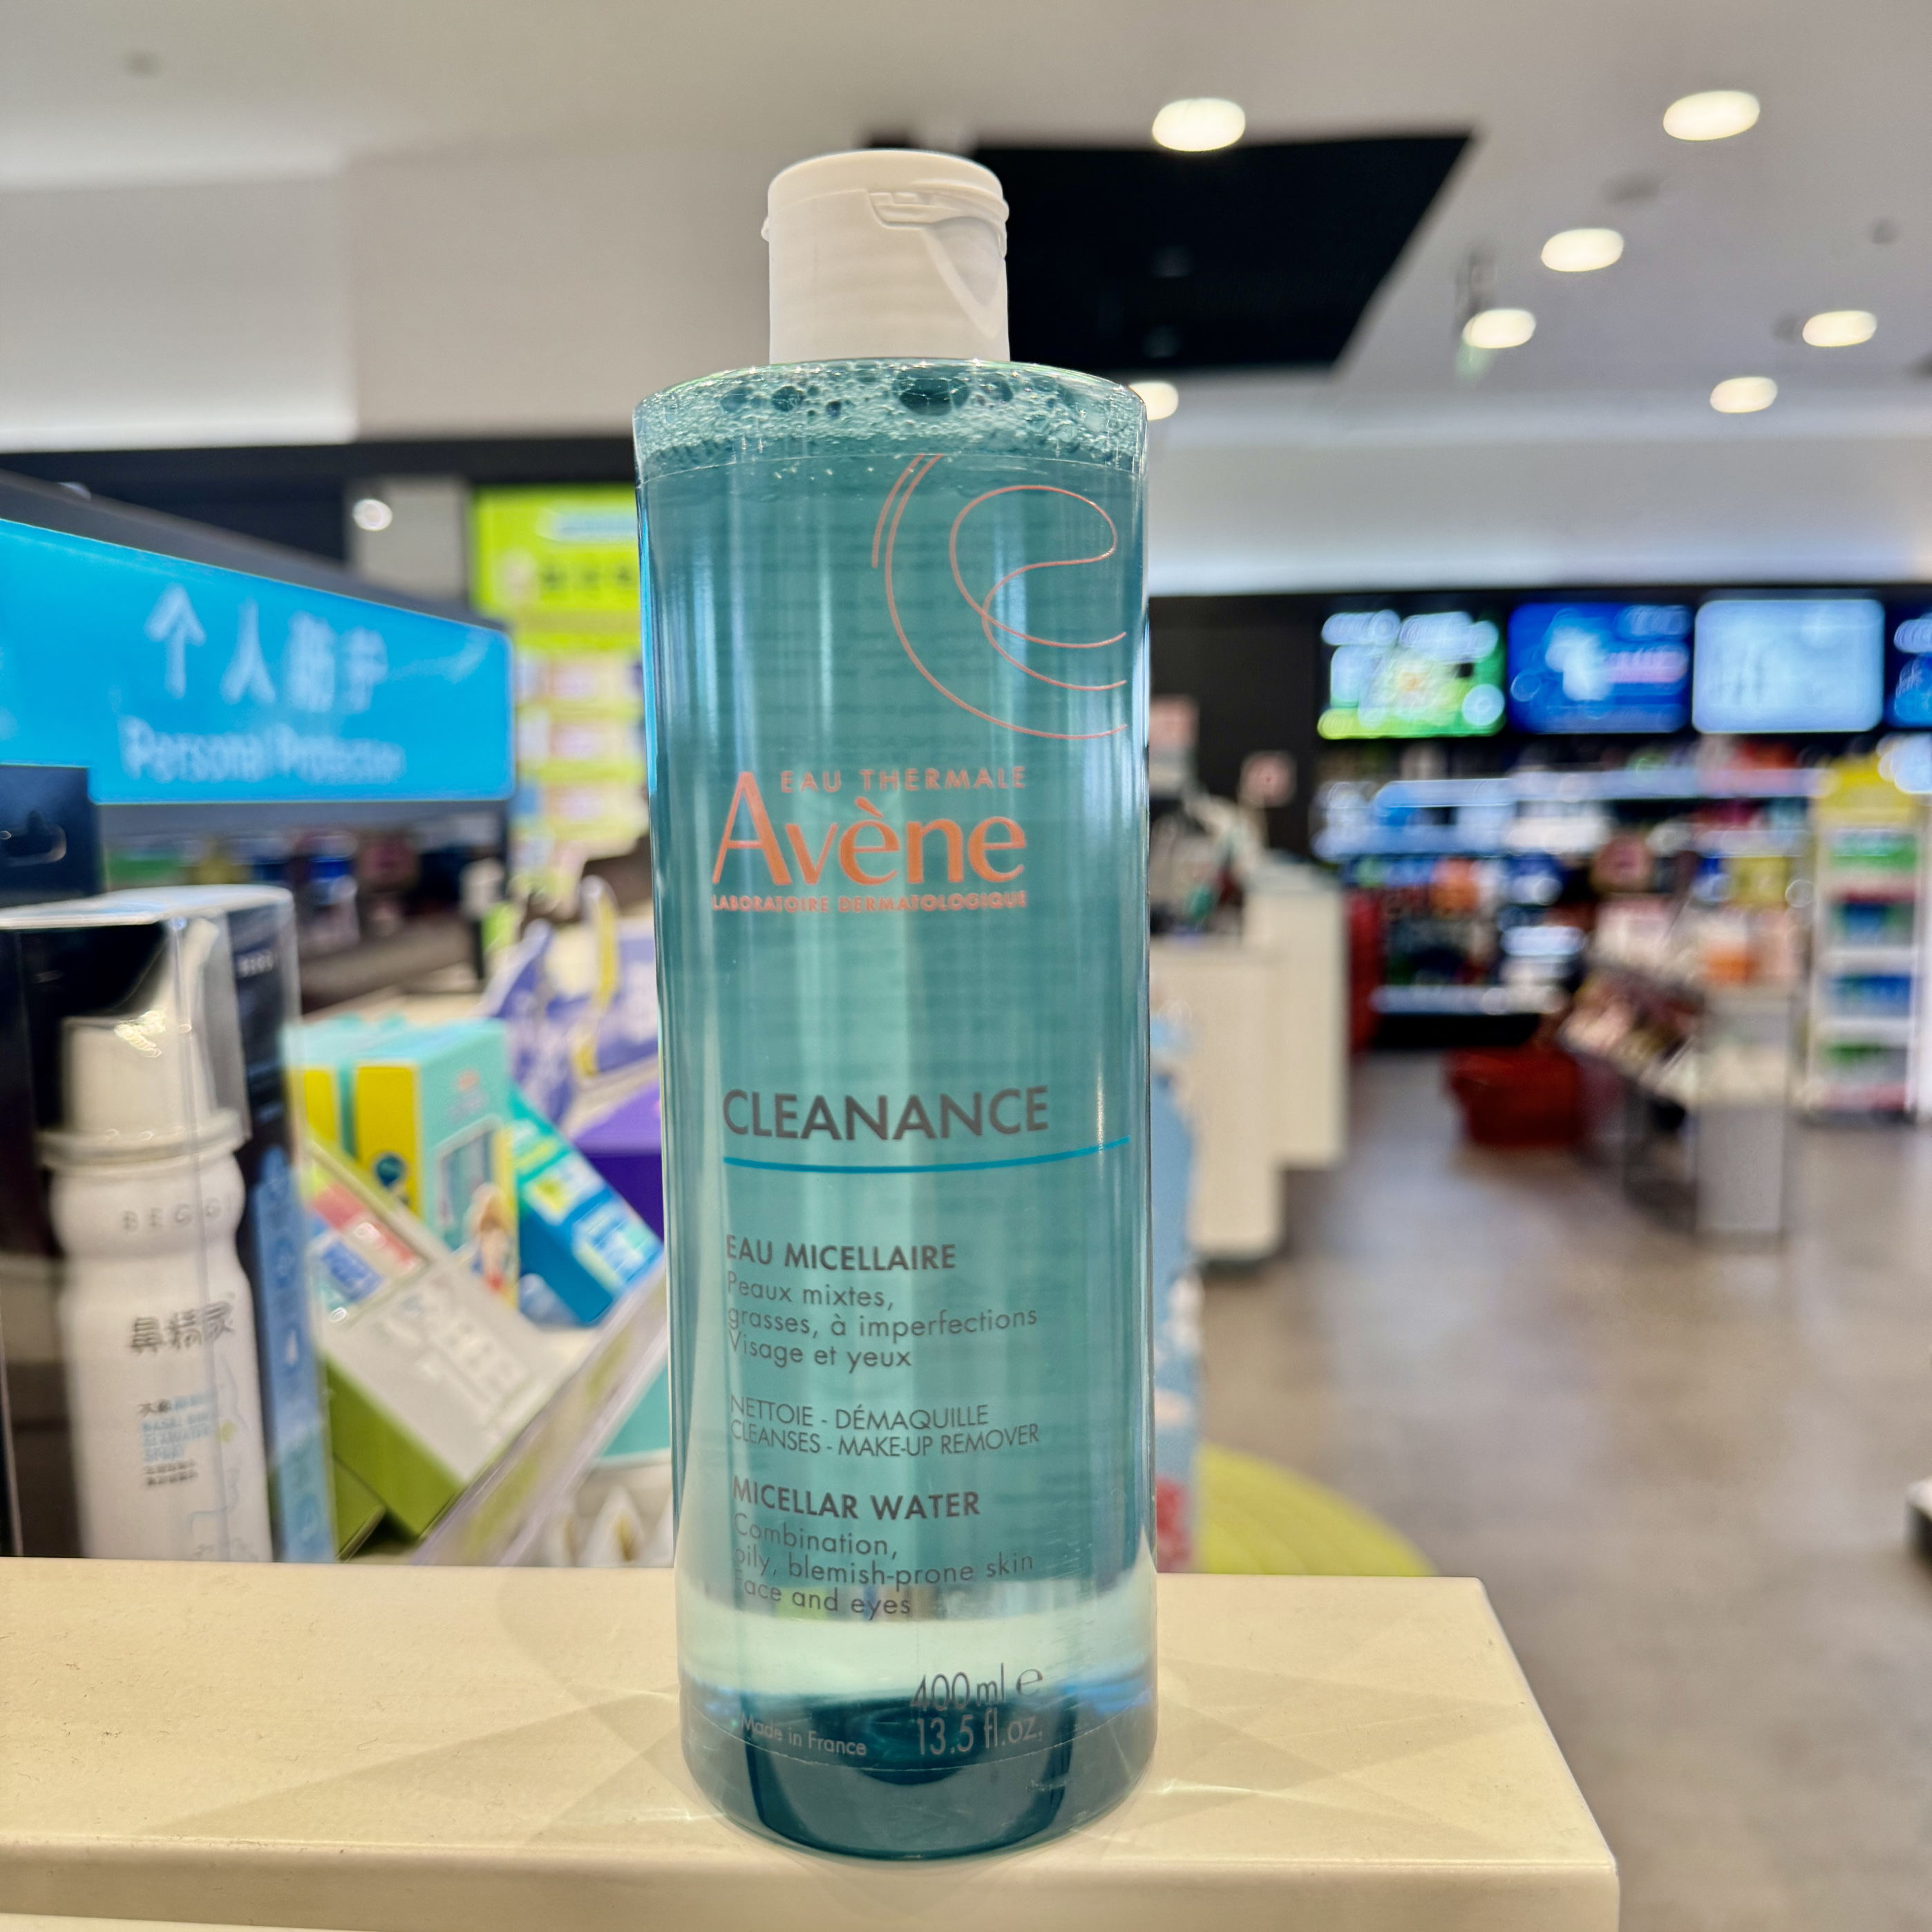 个人防护
Personal Protection
EAU THERMALE
Avène
LABORATOIRE DERMATOLOGIQUE
CLEANANCE
EAU MICELLAIRE
Peaux mixtes,
grasses, à imperfections
Visage et yeux
NETTOIE - DÉMAQUILLE
CLEANSES - MAKE-UP REMOVER
MICELLAR WATER
Combination,
oily, blemish-prone skin
Face and eyes
400 ml e
13.5 fl.oz.
Made in France
鼻精灵